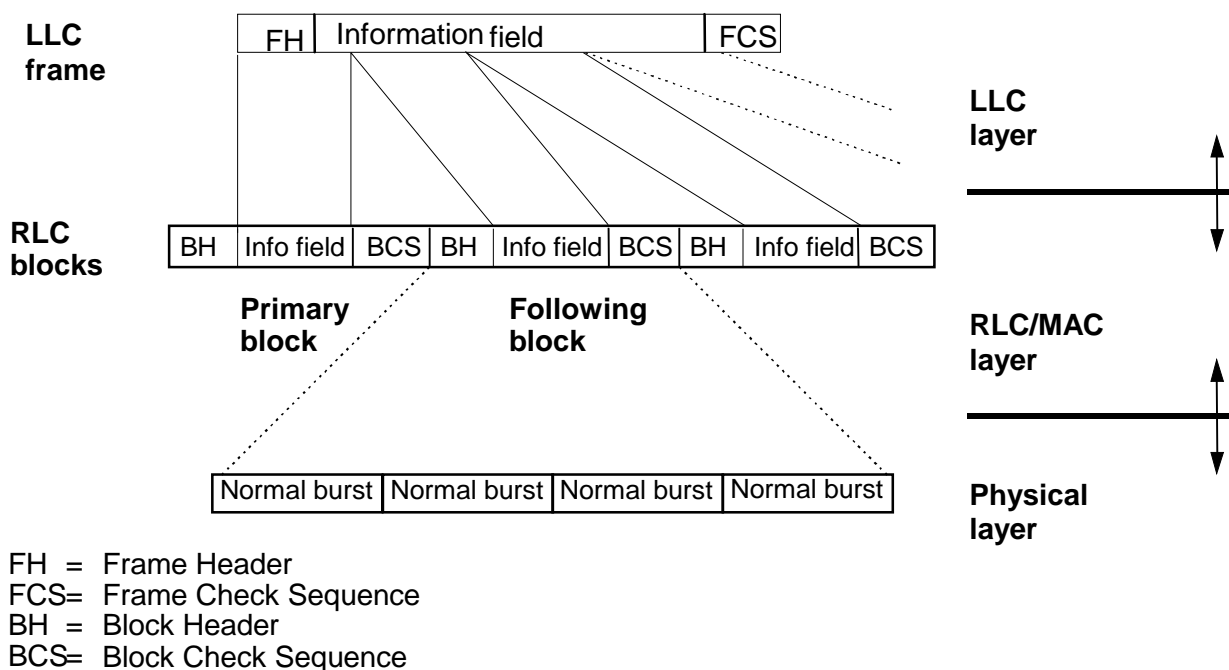 LLC
frame
FH Information field FCS
LLC
layer
RLC
blocks
BH Info field BCS BH Info field BCS BH Info field BCS
Primary
block
Following
block
RLC/MAC
layer
Normal burst Normal burst Normal burst Normal burst
Physical
layer
FH = Frame Header
FCS= Frame Check Sequence
BH = Block Header
BCS= Block Check Sequence